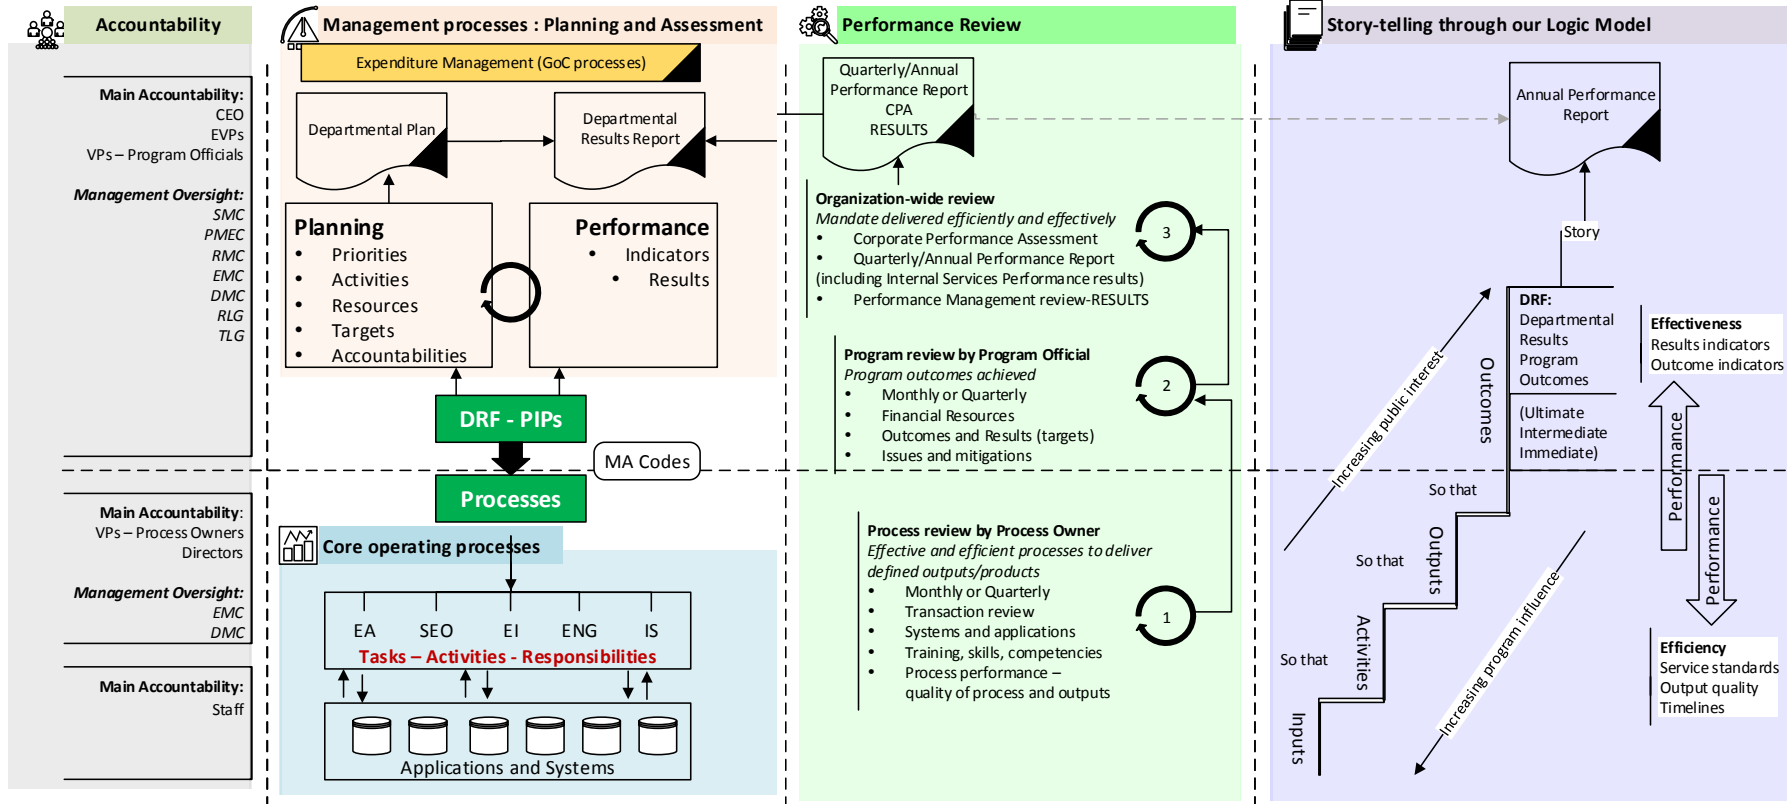 Accountability
Main Accountability:
CEO
EVPs
VPs – Program Officials
Management Oversight:
SMC
PMEC
RMC
EMC
DMC
RLG
TLG
Main Accountability:
VPs – Process Owners
Directors
Management Oversight:
EMC
DMC
Main Accountability:
Staff
Management processes : Planning and Assessment
Expenditure Management (GoC processes)
Departmental Plan
Departmental
Results Report
Planning
• Priorities
• Activities
• Resources
• Targets
• Accountabilities
Performance
• Indicators
• Results
DRF - PIPs
MA Codes
Processes
Core operating processes
EA
SEO
EI
ENG
IS
Tasks – Activities - Responsibilities
Applications and Systems
Performance Review
Quarterly/Annual
Performance Report
CPA
RESULTS
Organization-wide review
Mandate delivered efficiently and effectively
• Corporate Performance Assessment
• Quarterly/Annual Performance Report
(including Internal Services Performance results)
• Performance Management review-RESULTS
3
Program review by Program Official
Program outcomes achieved
• Monthly or Quarterly
• Financial Resources
• Outcomes and Results (targets)
• Issues and mitigations
2
Process review by Process Owner
Effective and efficient processes to deliver
defined outputs/products
• Monthly or Quarterly
• Transaction review
• Systems and applications
• Training, skills, competencies
• Process performance –
quality of process and outputs
1
Story-telling through our Logic Model
Annual Performance
Report
Story
DRF:
Departmental
Results
Program
Outcomes
(Ultimate
Intermediate
Immediate)
Effectiveness
Results indicators
Outcome indicators
Performance
Performance
Efficiency
Service standards
Output quality
Timelines
Increasing public interest
Increasing program influence
Outcomes
So that
Outputs
So that
Activities
So that
Inputs